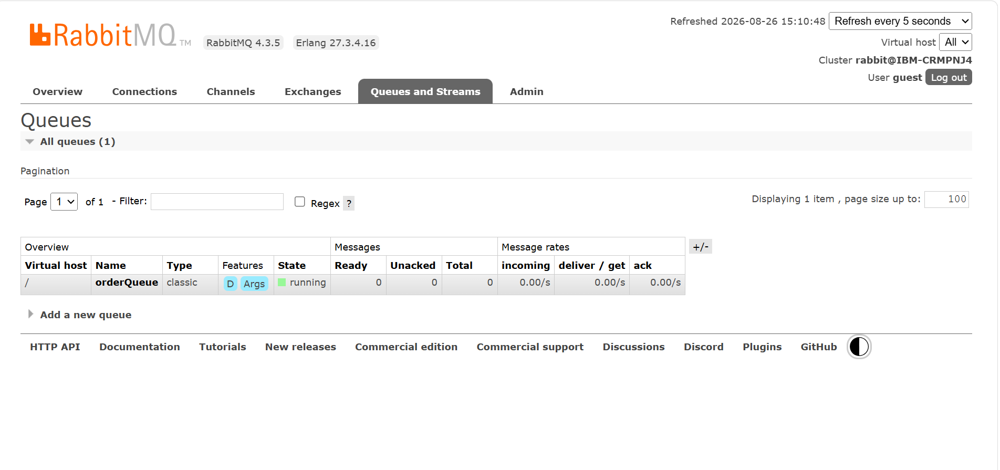 RabbitMQ TM
RabbitMQ 4.3.5 Erlang 27.3.4.16
Refreshed 2026-08-26 15:10:48 Refresh every 5 seconds
Virtual host All
Cluster rabbit@IBM-CRMPNJ4
User guest Log out
Overview Connections Channels Exchanges Queues and Streams Admin
Queues
All queues (1)
Pagination
Page 1 of 1 - Filter: Regex ? Displaying 1 item , page size up to: 100
Overview Messages Message rates +/-
Virtual host Name Type Features State Ready Unacked Total incoming deliver / get ack
/ orderQueue classic D Args running 0 0 0 0.00/s 0.00/s 0.00/s
Add a new queue
HTTP API Documentation Tutorials New releases Commercial edition Commercial support Discussions Discord Plugins GitHub